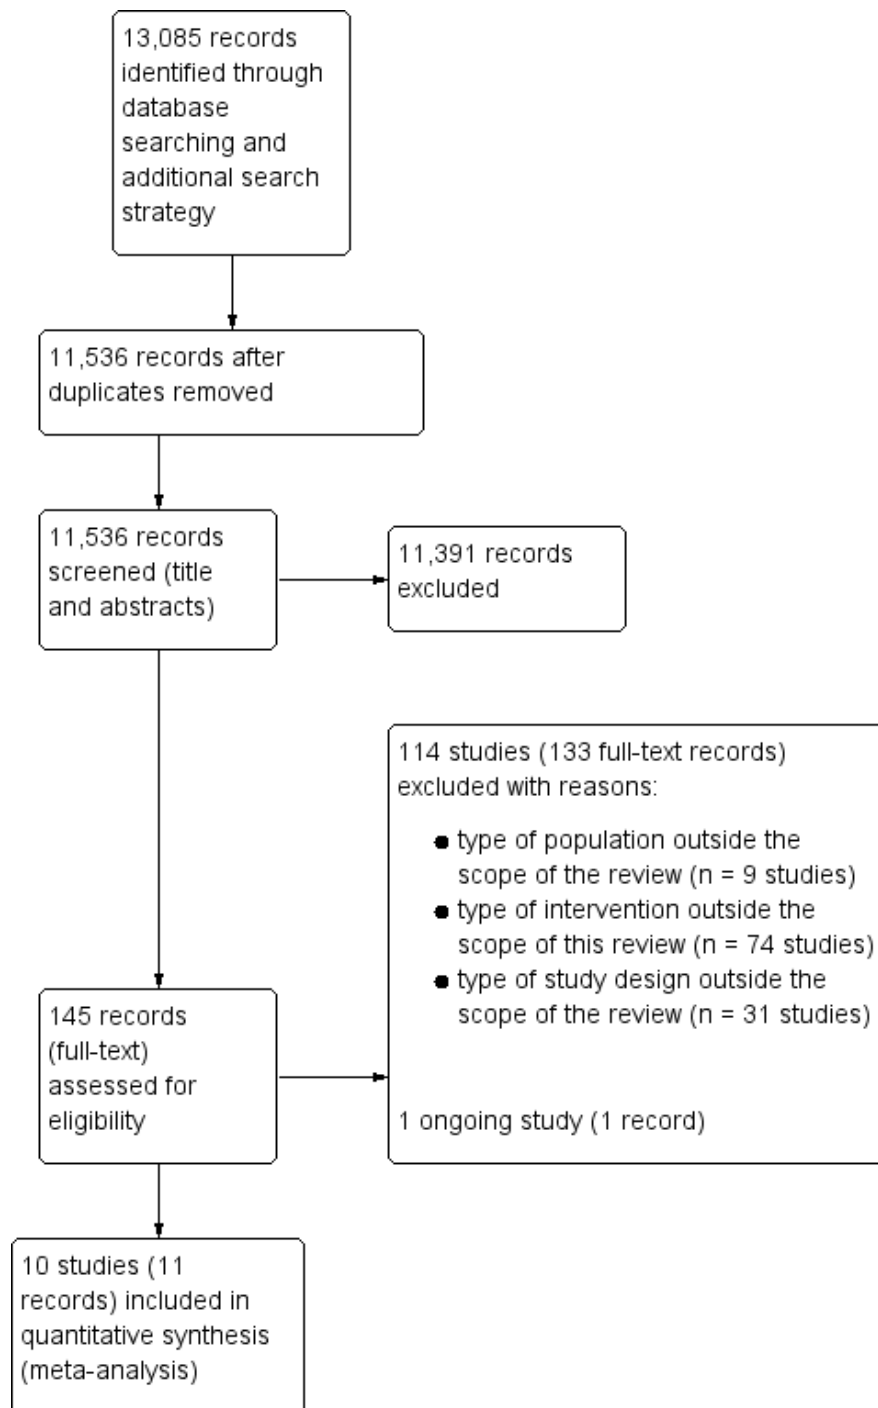 13,085 records
identified through
database
searching and
additional search
strategy
11,536 records after
duplicates removed
11,536 records
screened (title
and abstracts)
11,391 records
excluded
114 studies (133 full-text records)
excluded with reasons:
● type of population outside the
scope of the review (n = 9 studies)
● type of intervention outside the
scope of this review (n = 74 studies)
● type of study design outside the
scope of the review (n = 31 studies)
1 ongoing study (1 record)
145 records
(full-text)
assessed for
eligibility
10 studies (11
records) included in
quantitative synthesis
(meta-analysis)